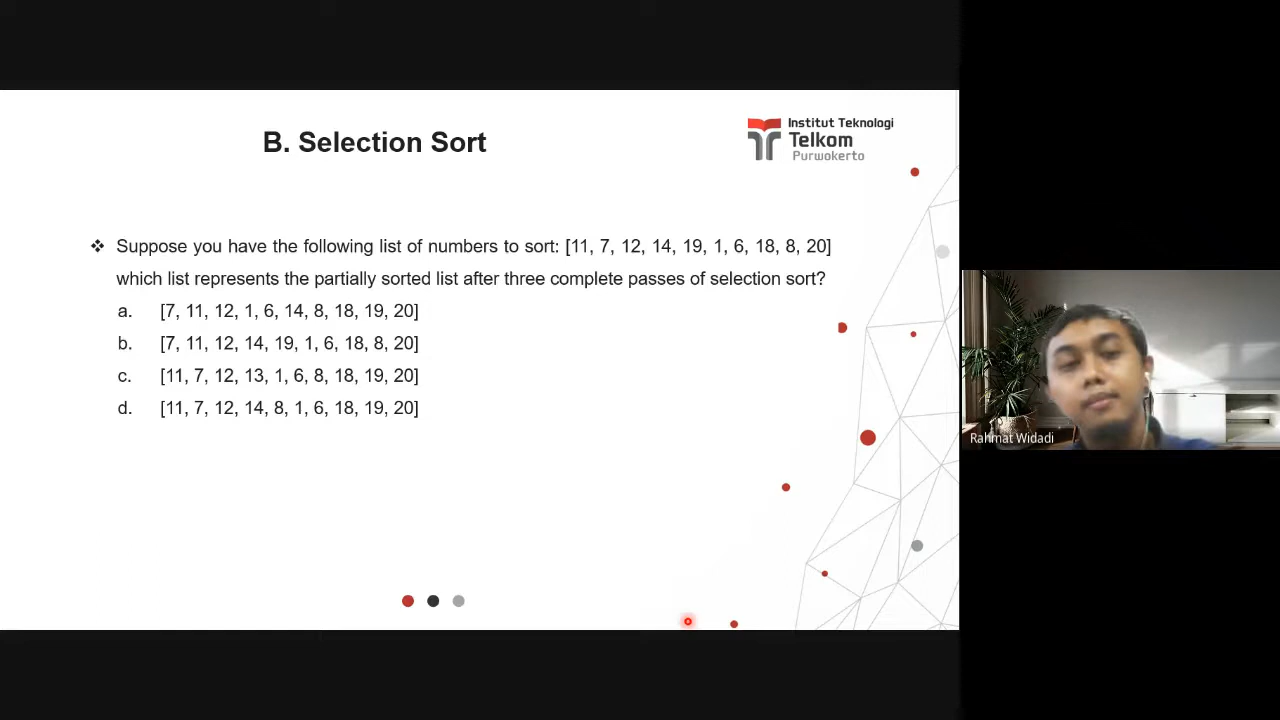 B. Selection Sort
Institut Teknologi
Telkom
Purwokerto
❖ Suppose you have the following list of numbers to sort: [11, 7, 12, 14, 19, 1, 6, 18, 8, 20]
which list represents the partially sorted list after three complete passes of selection sort?
a. [7, 11, 12, 1, 6, 14, 8, 18, 19, 20]
b. [7, 11, 12, 14, 19, 1, 6, 18, 8, 20]
c. [11, 7, 12, 13, 1, 6, 8, 18, 19, 20]
d. [11, 7, 12, 14, 8, 1, 6, 18, 19, 20]
Rahmat Widadi